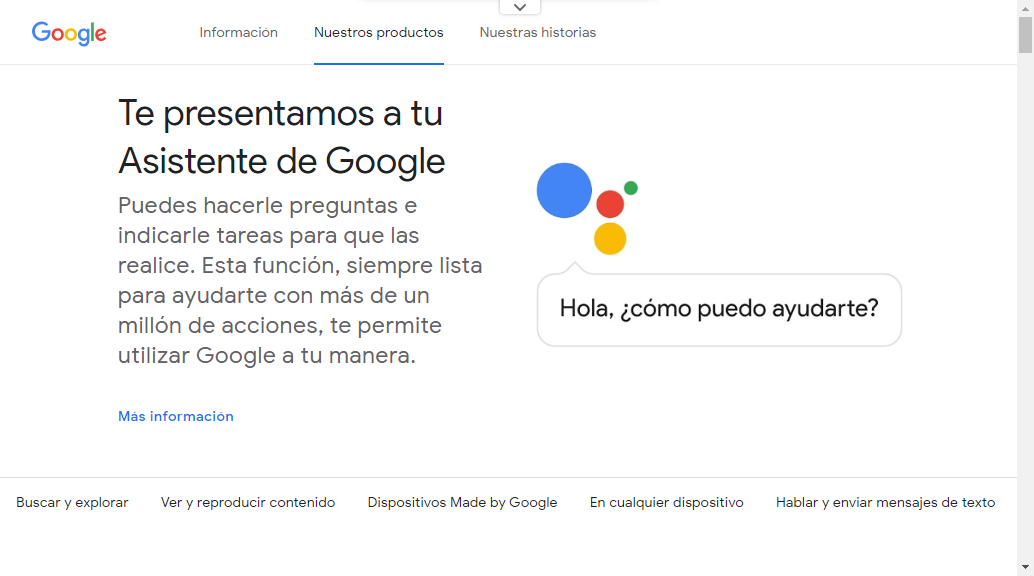 Google
Información
Nuestros productos
Nuestras historias
Te presentamos a tu
Asistente de Google
Puedes hacerle preguntas e
indicarle tareas para que las
realice. Esta función, siempre lista
para ayudarte con más de un
millón de acciones, te permite
utilizar Google a tu manera.
Más información
Hola, ¿cómo puedo ayudarte?
Buscar y explorar
Ver y reproducir contenido
Dispositivos Made by Google
En cualquier dispositivo
Hablar y enviar mensajes de texto